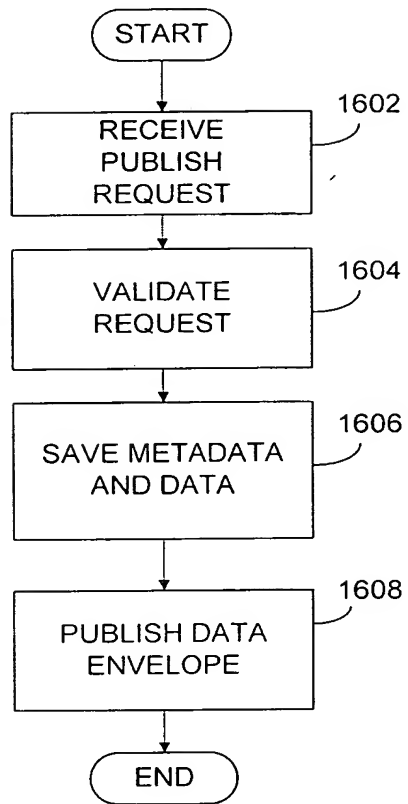 START
1602
RECEIVE
PUBLISH
REQUEST
1604
VALIDATE
REQUEST
1606
SAVE METADATA
AND DATA
1608
PUBLISH DATA
ENVELOPE
END